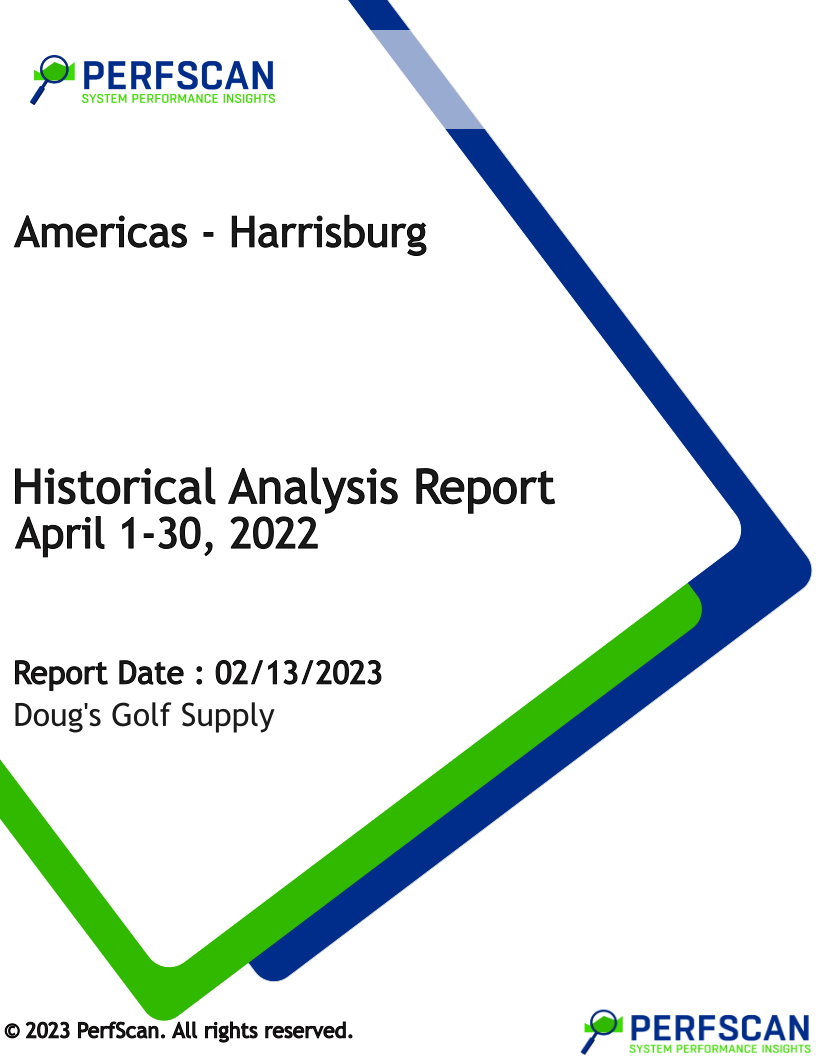 PERFSCAN
SYSTEM PERFORMANCE INSIGHTS
Americas - Harrisburg
Historical Analysis Report
April 1-30, 2022
Report Date : 02/13/2023
Doug's Golf Supply
© 2023 PerfScan. All rights reserved.
PERFSCAN
SYSTEM PERFORMANCE INSIGHTS